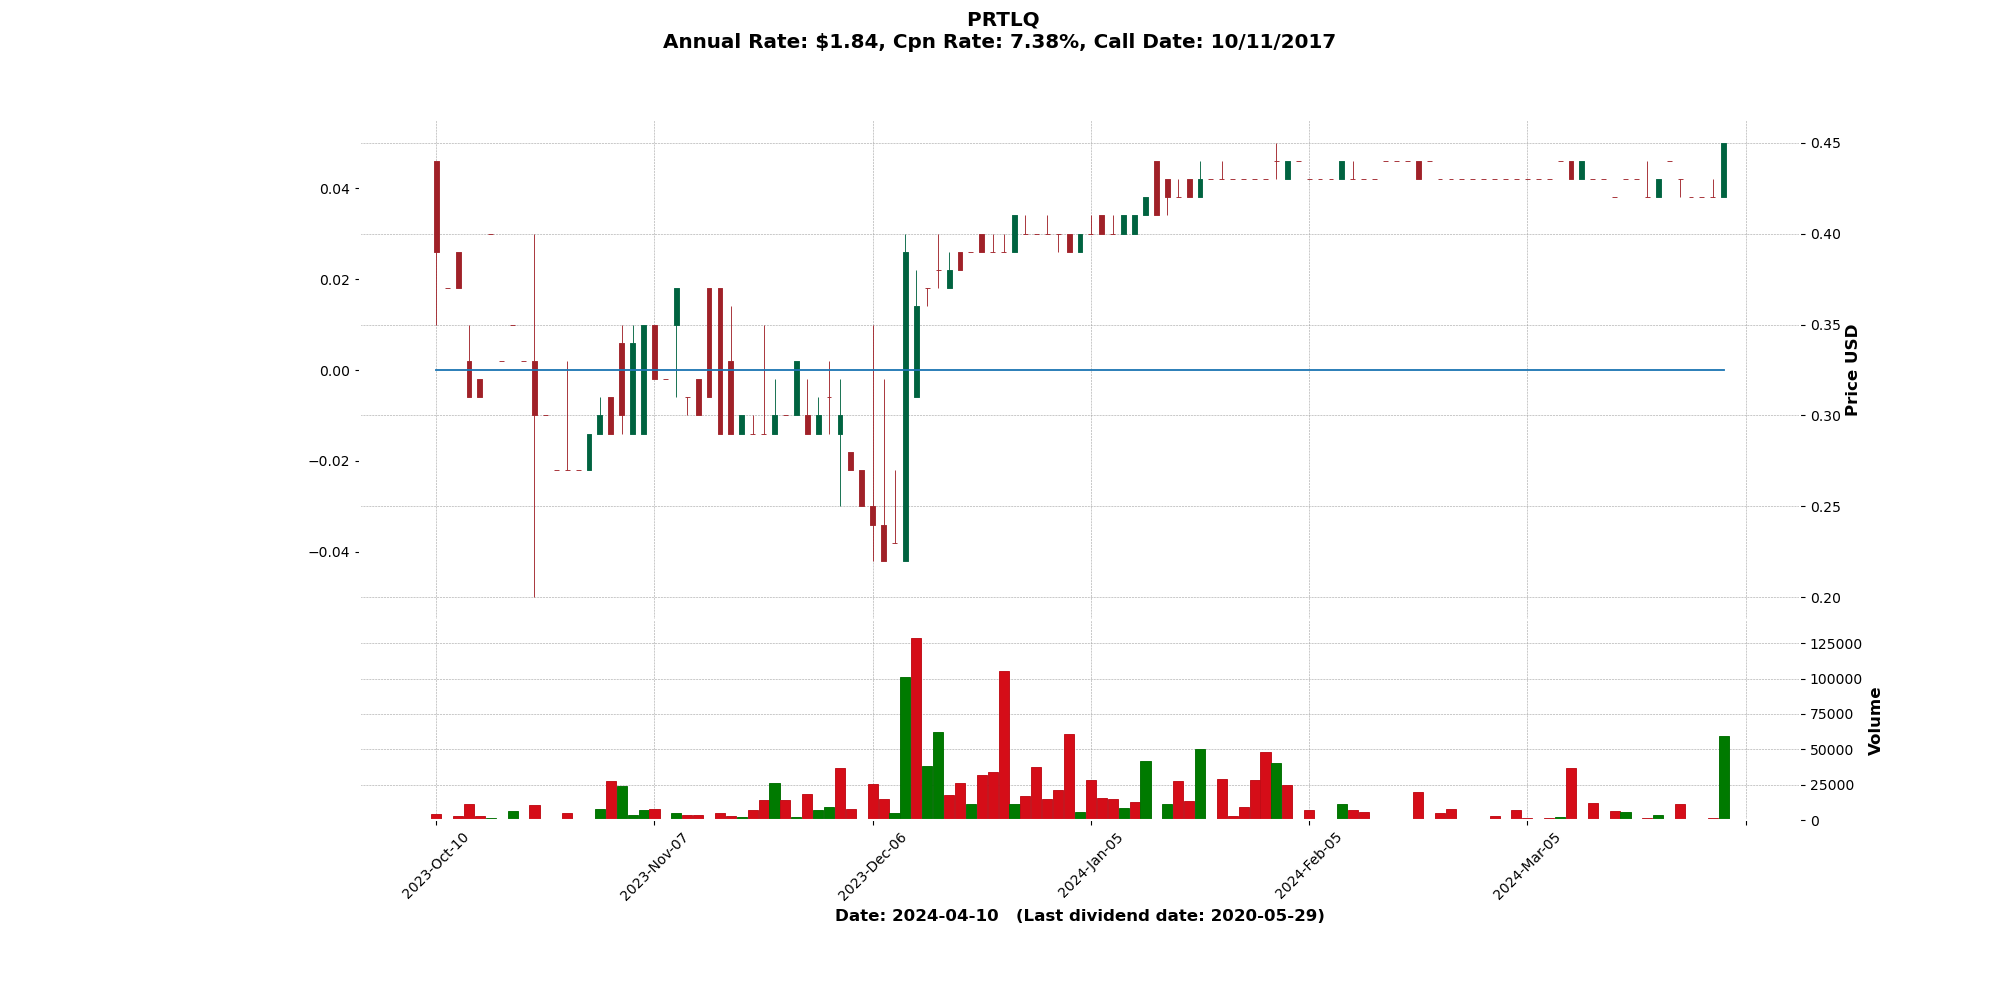 PRTLQ
Annual Rate: $1.84, Cpn Rate: 7.38%, Call Date: 10/11/2017
0.04
0.02
0.00
−0.02
−0.04
0.45
0.40
0.35
0.30
0.25
0.20
Price USD
125000
100000
75000
50000
25000
0
Volume
2023-Oct-10
2023-Nov-07
2023-Dec-06
2024-Jan-05
2024-Feb-05
2024-Mar-05
Date: 2024-04-10   (Last dividend date: 2020-05-29)